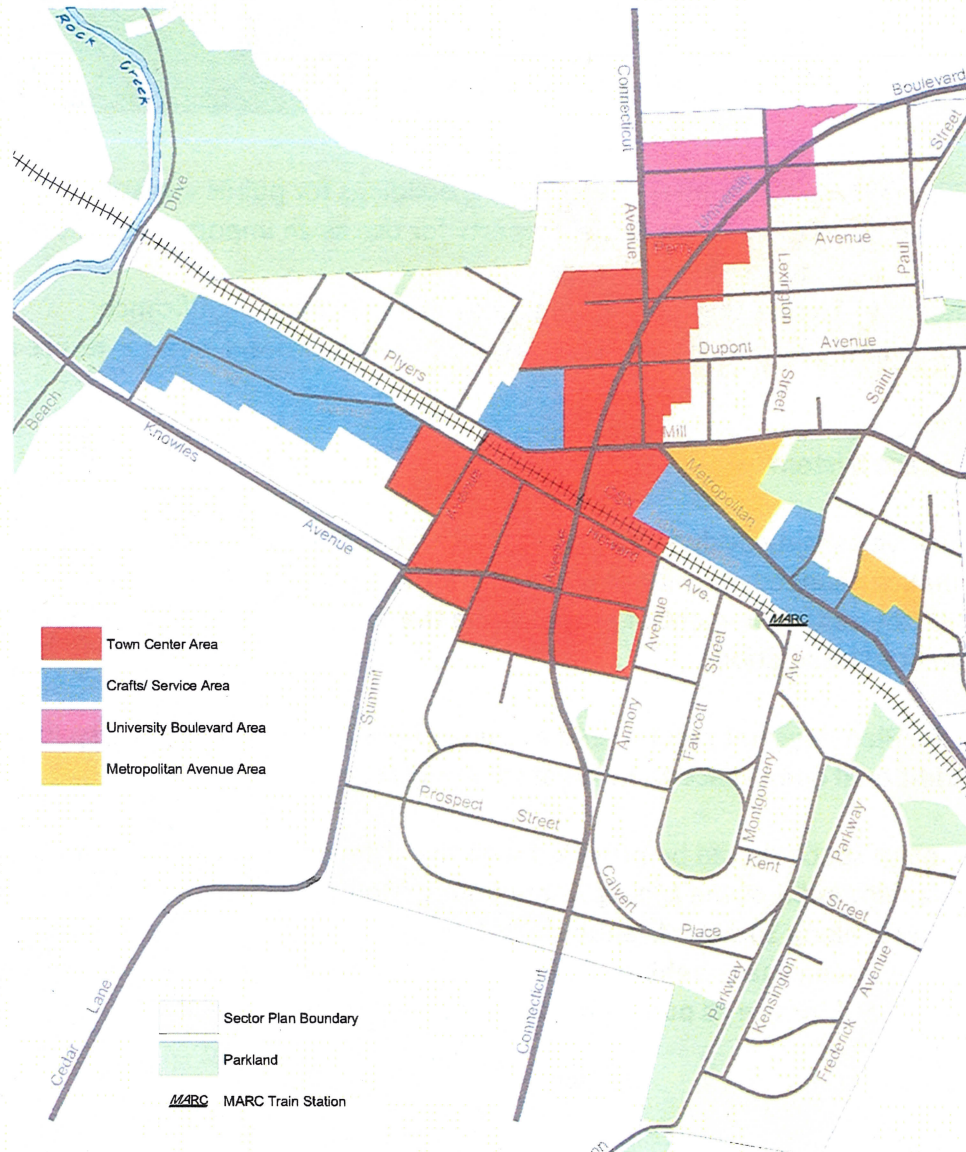 ROCK
Creek
Drive
Connecticut
Avenue
Boulevard
Street
University
Perry
Avenue
Paul
Lexington
Street
Dupont
Avenue
Saint
Plyers
Mill
Metropolitan
Beach
Knowles
Avenue
Summit
Ave.
Avenue
Street
MARC
Ave.
Armory
Fawcett
Montgomery
Town Center Area
Crafts/ Service Area
University Boulevard Area
Metropolitan Avenue Area
Prospect
Street
Kent
Parkway
Calvert
Place
Street
Parkway
Kensington
Avenue
Frederick
Connecticut
Cedar
Lane
Sector Plan Boundary
Parkland
MARC
MARC Train Station